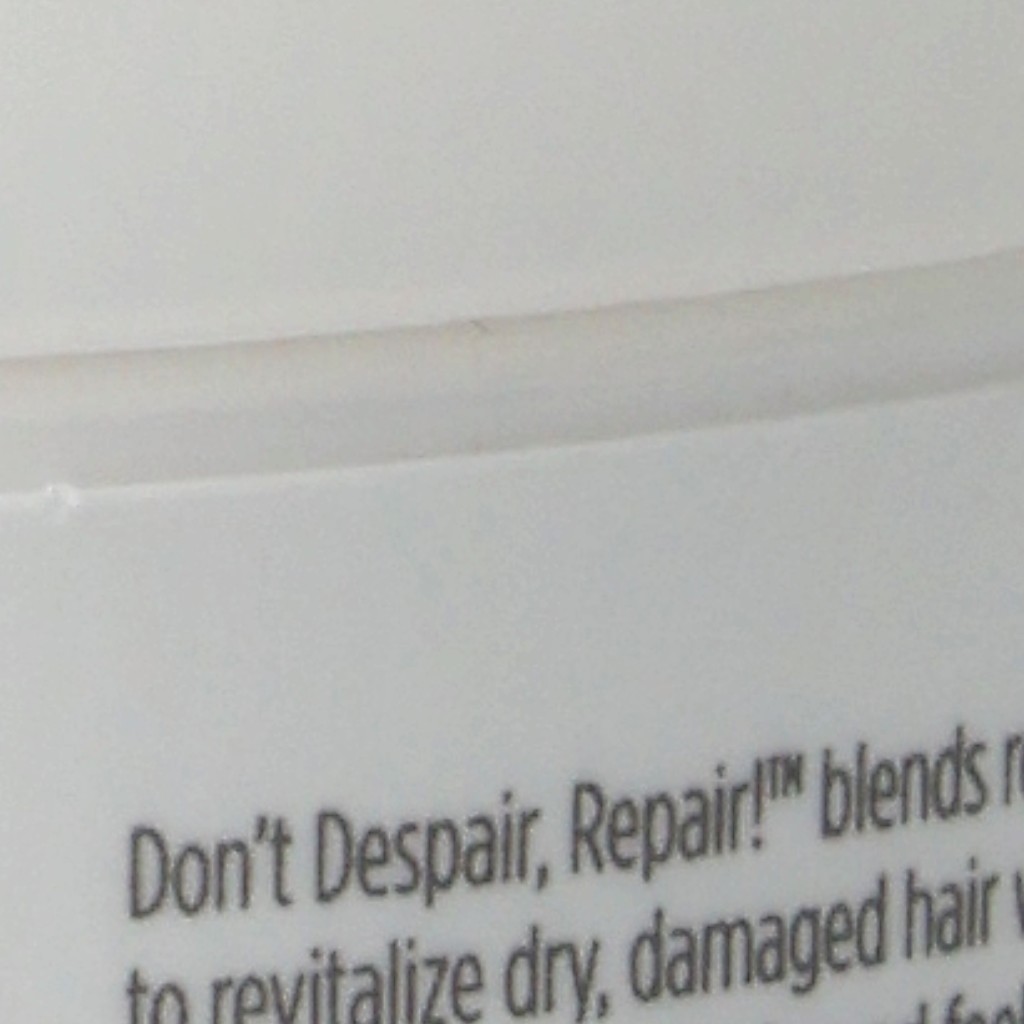 Don't Despair, Repair!™ blends
to revitalize dry, damaged hair